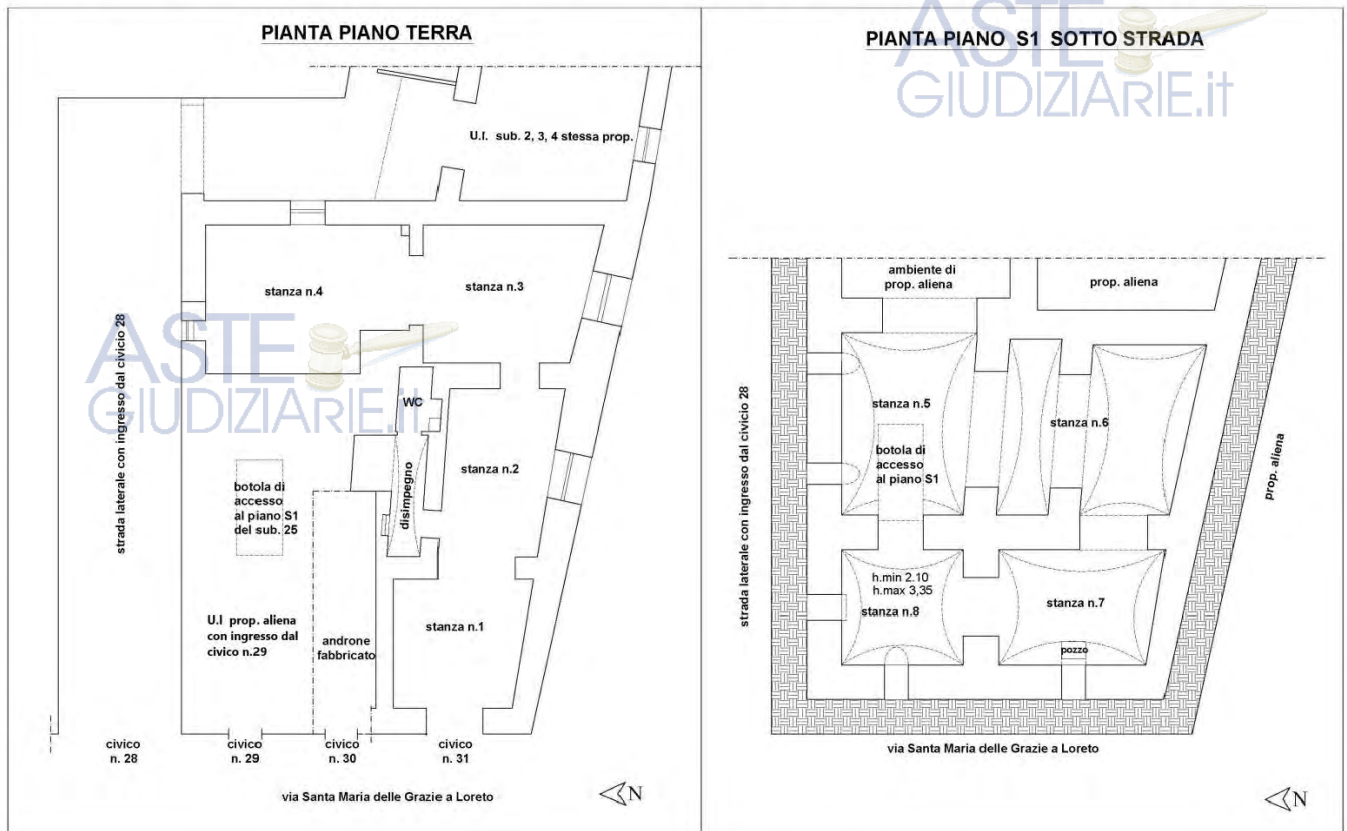 PIANTA PIANO TERRA
U.I. sub. 2, 3, 4 stessa prop.
stanza n.4
stanza n.3
strada laterale con ingresso dal civicio 28
ASTE
GIUDIZIARIE.it
WC
stanza n.2
botola di
accesso
al piano S1
del sub. 25
disimpegno
U.I prop. aliena
con ingresso dal
civico n.29
androne
fabbricato
stanza n.1
civico
n. 28
civico
n. 29
civico
n. 30
civico
n. 31
via Santa Maria delle Grazie a Loreto
N
ASTE
GIUDIZIARIE.it
PIANTA PIANO S1 SOTTO STRADA
ambiente di
prop. aliena
prop. aliena
strada laterale con ingresso dal civicio 28
stanza n.5
stanza n.6
botola di
accesso
al piano S1
prop. aliena
h.min 2.10
h.max 3,35
stanza n.8
stanza n.7
pozzo
via Santa Maria delle Grazie a Loreto
N